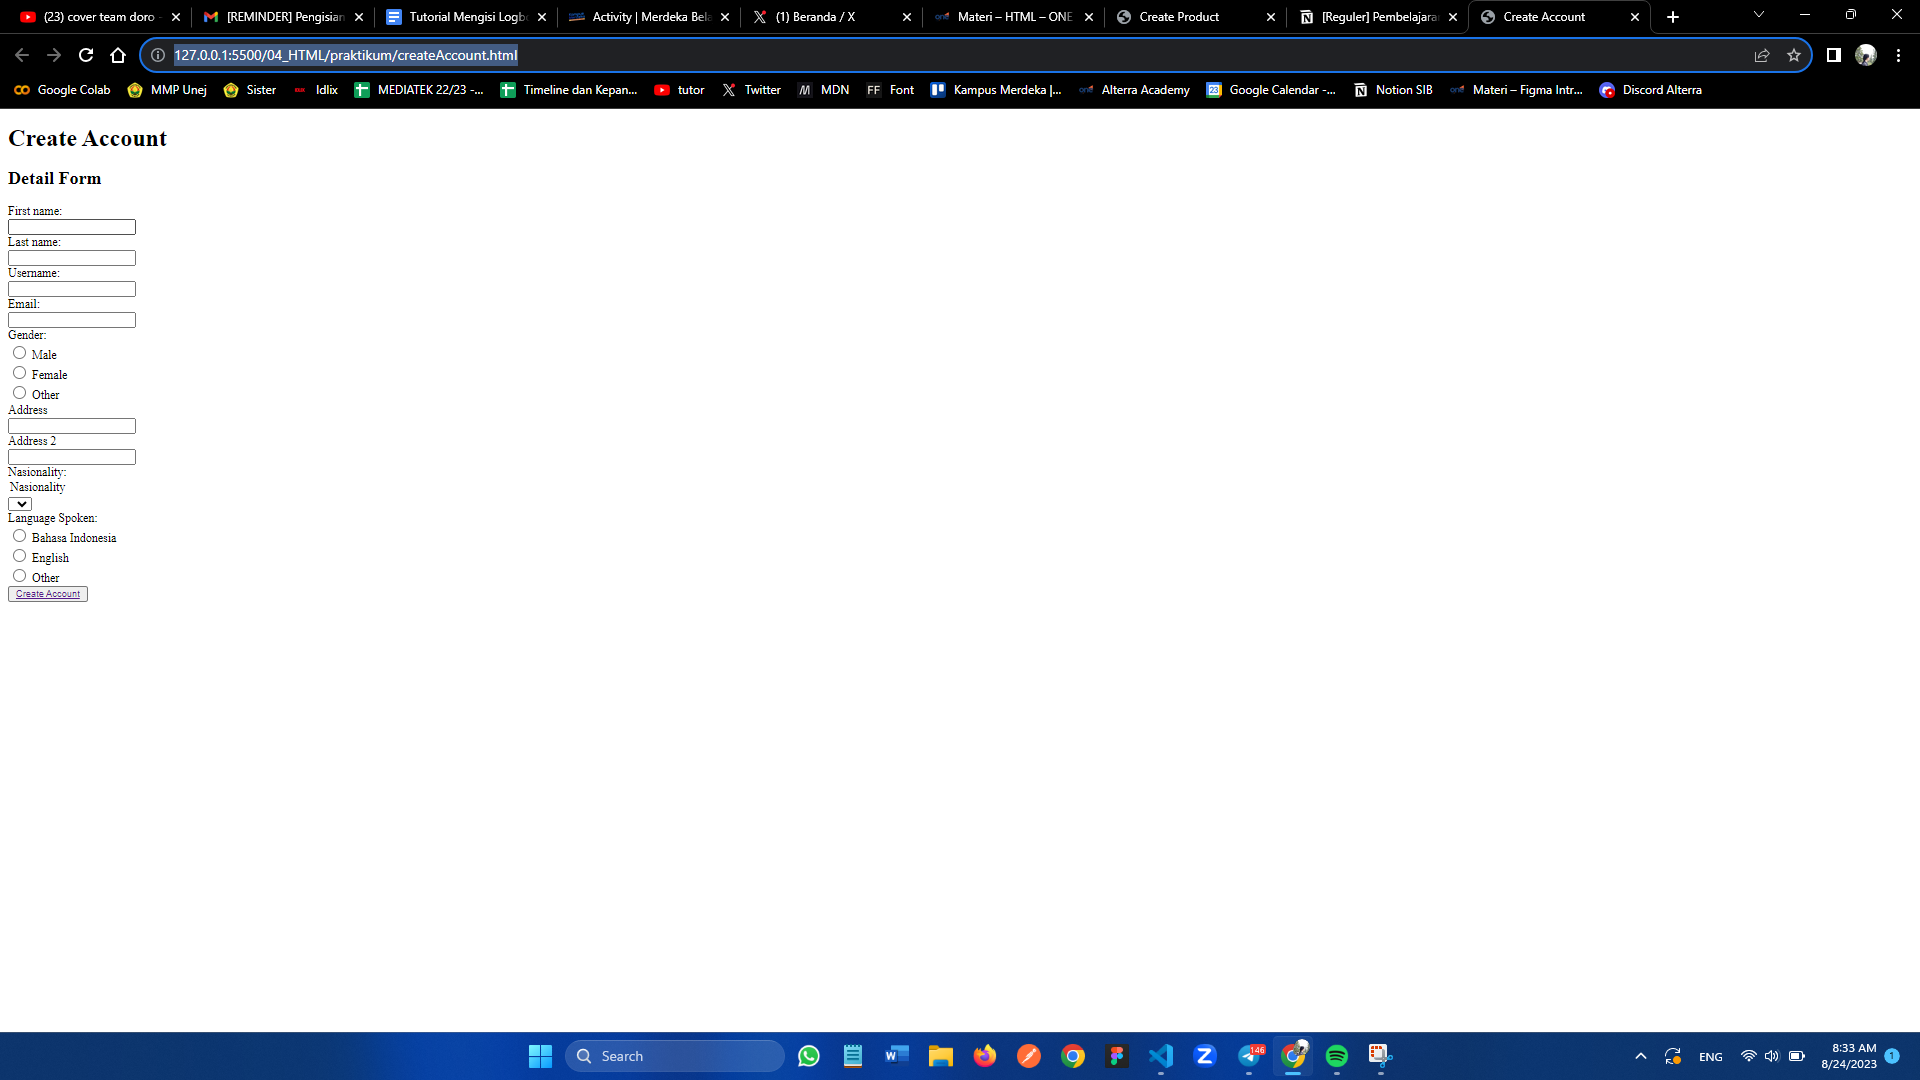 (23) cover team doro -
[REMINDER] Pengisian
Tutorial Mengisi Logb
Activity | Merdeka Bela
(1) Beranda / X
Materi – HTML – ONE
Create Product
[Reguler] Pembelajara
Create Account
127.0.0.1:5500/04_HTML/praktikum/createAccount.html
Google Colab
MMP Unej
Sister
Idlix
MEDIATEK 22/23 -...
Timeline dan Kepan...
tutor
Twitter
MDN
FF Font
Kampus Merdeka |...
Alterra Academy
Google Calendar -...
Notion SIB
Materi – Figma Intr...
Discord Alterra
Create Account
Detail Form
First name:
Last name:
Username:
Email:
Gender:
Male
Female
Other
Address
Address 2
Nasionality:
Nasionality
Language Spoken:
Bahasa Indonesia
English
Other
Create Account
Search
146
ENG
8:33 AM
8/24/2023
1